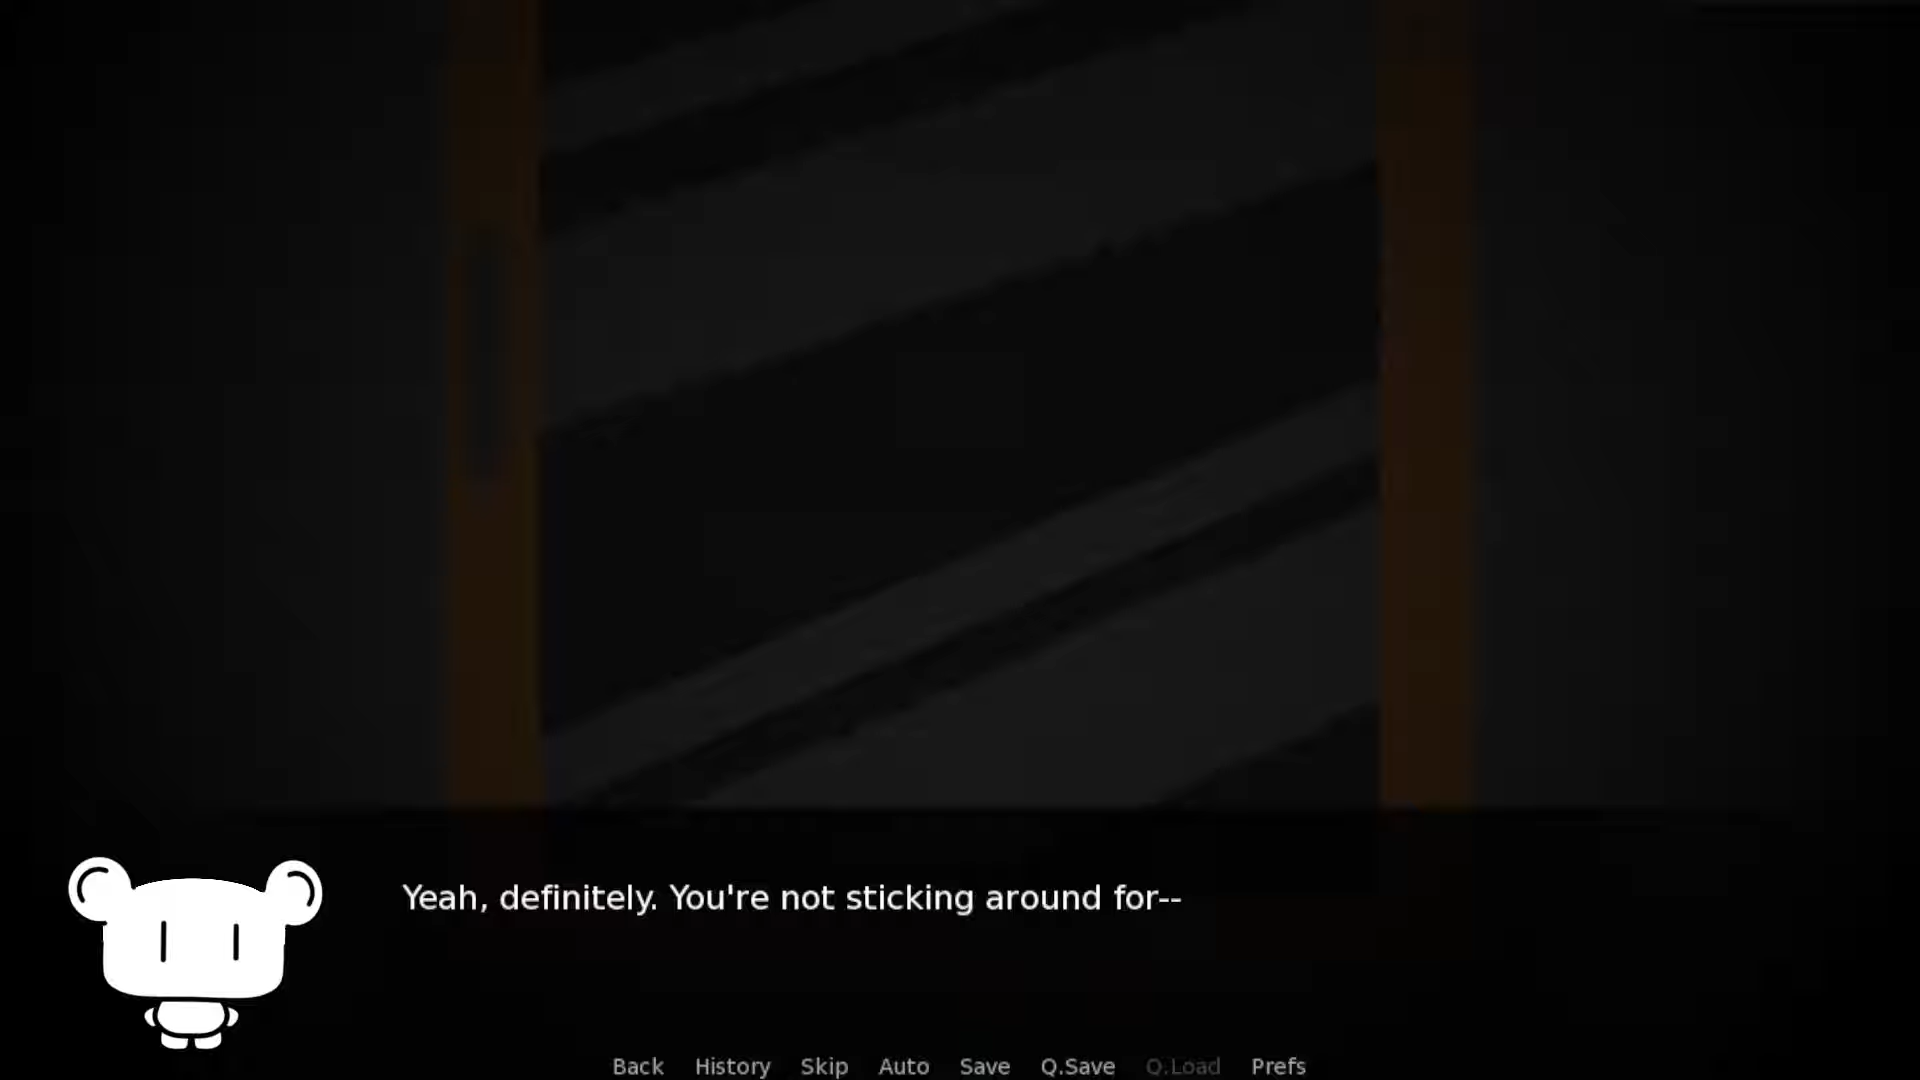 Yeah, definitely. You're not sticking around for--
Back History Skip Auto Save Q.Save Q.Load Prefs